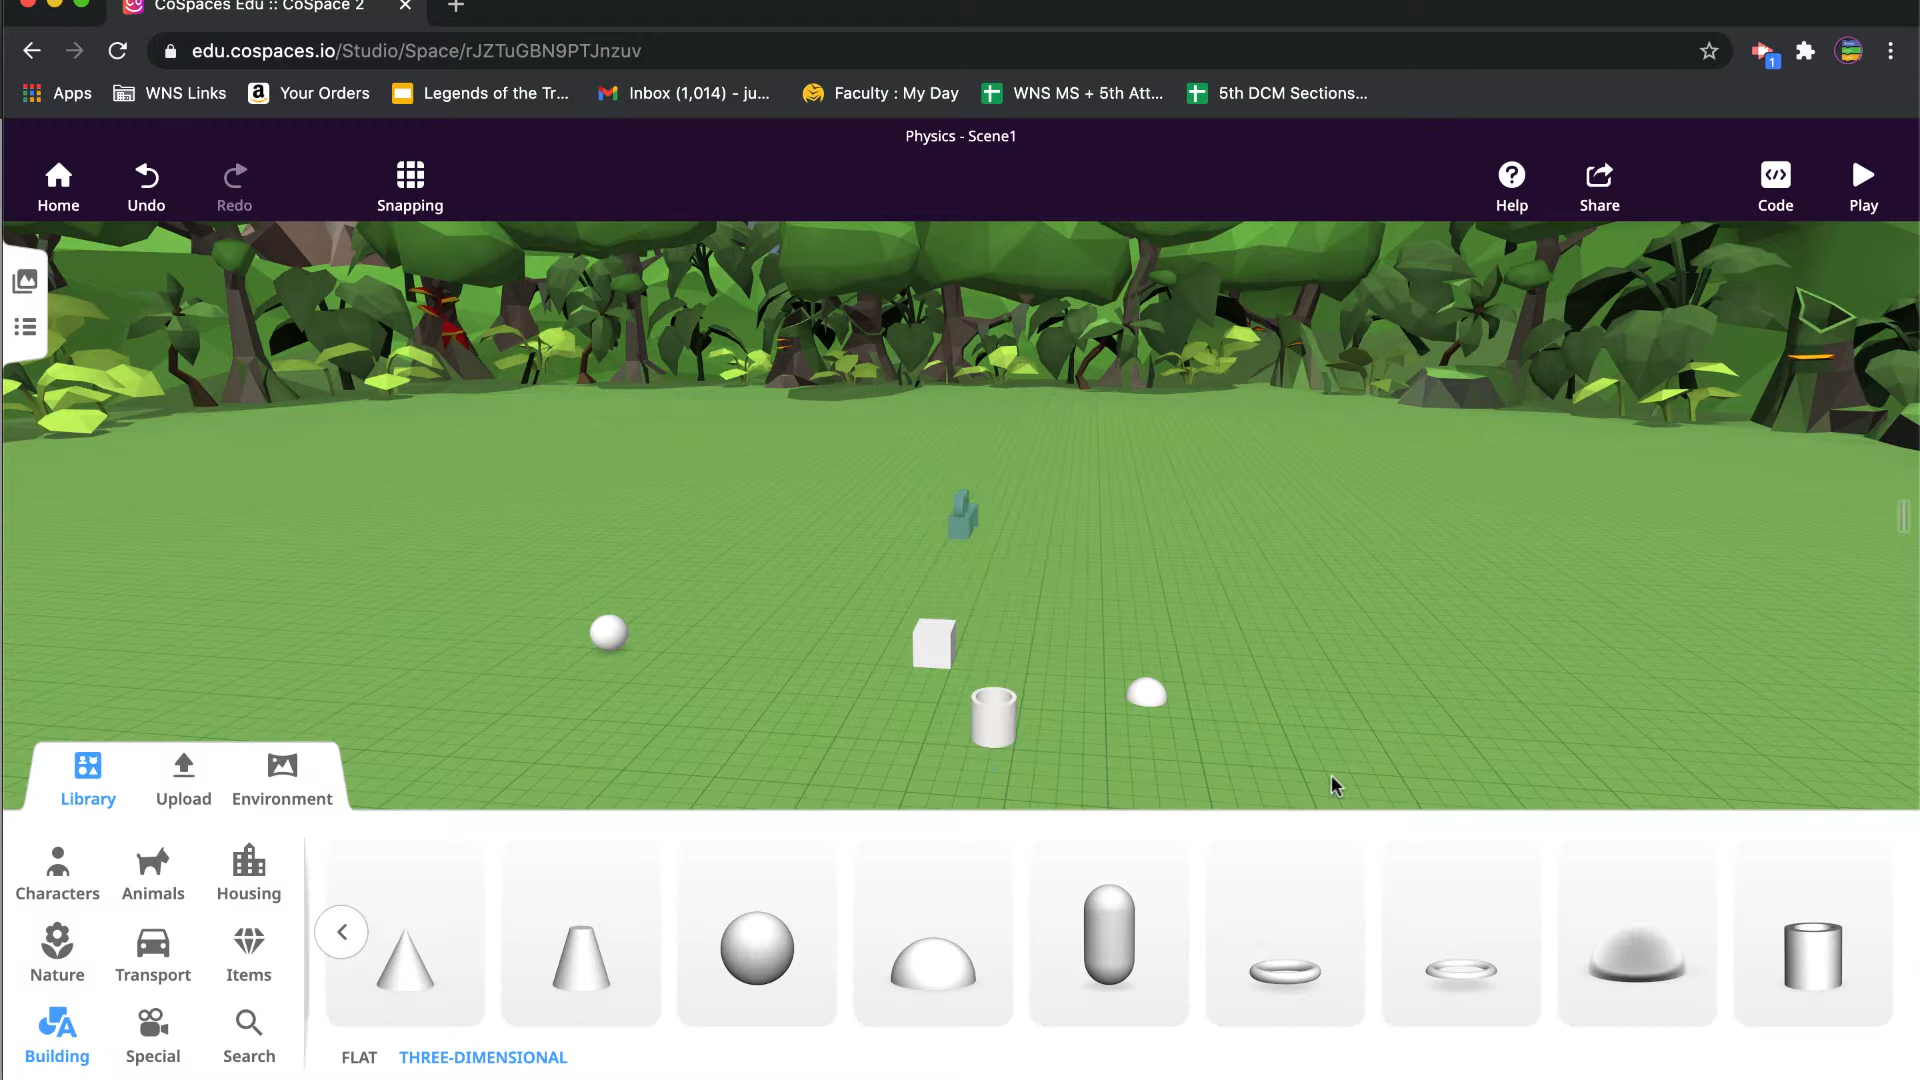 CoSpaces Edu :: CoSpace 2
edu.cospaces.io/Studio/Space/rJZTuGBN9PTJnzuv
1
Apps WNS Links Your Orders Legends of the Tr... Inbox (1,014) - ju... Faculty : My Day WNS MS + 5th Att... 5th DCM Sections...
Physics - Scene1
Home Undo Redo Snapping Help Share Code Play
Library Upload Environment
Characters Animals Housing
Nature Transport Items
Building Special Search
FLAT THREE-DIMENSIONAL